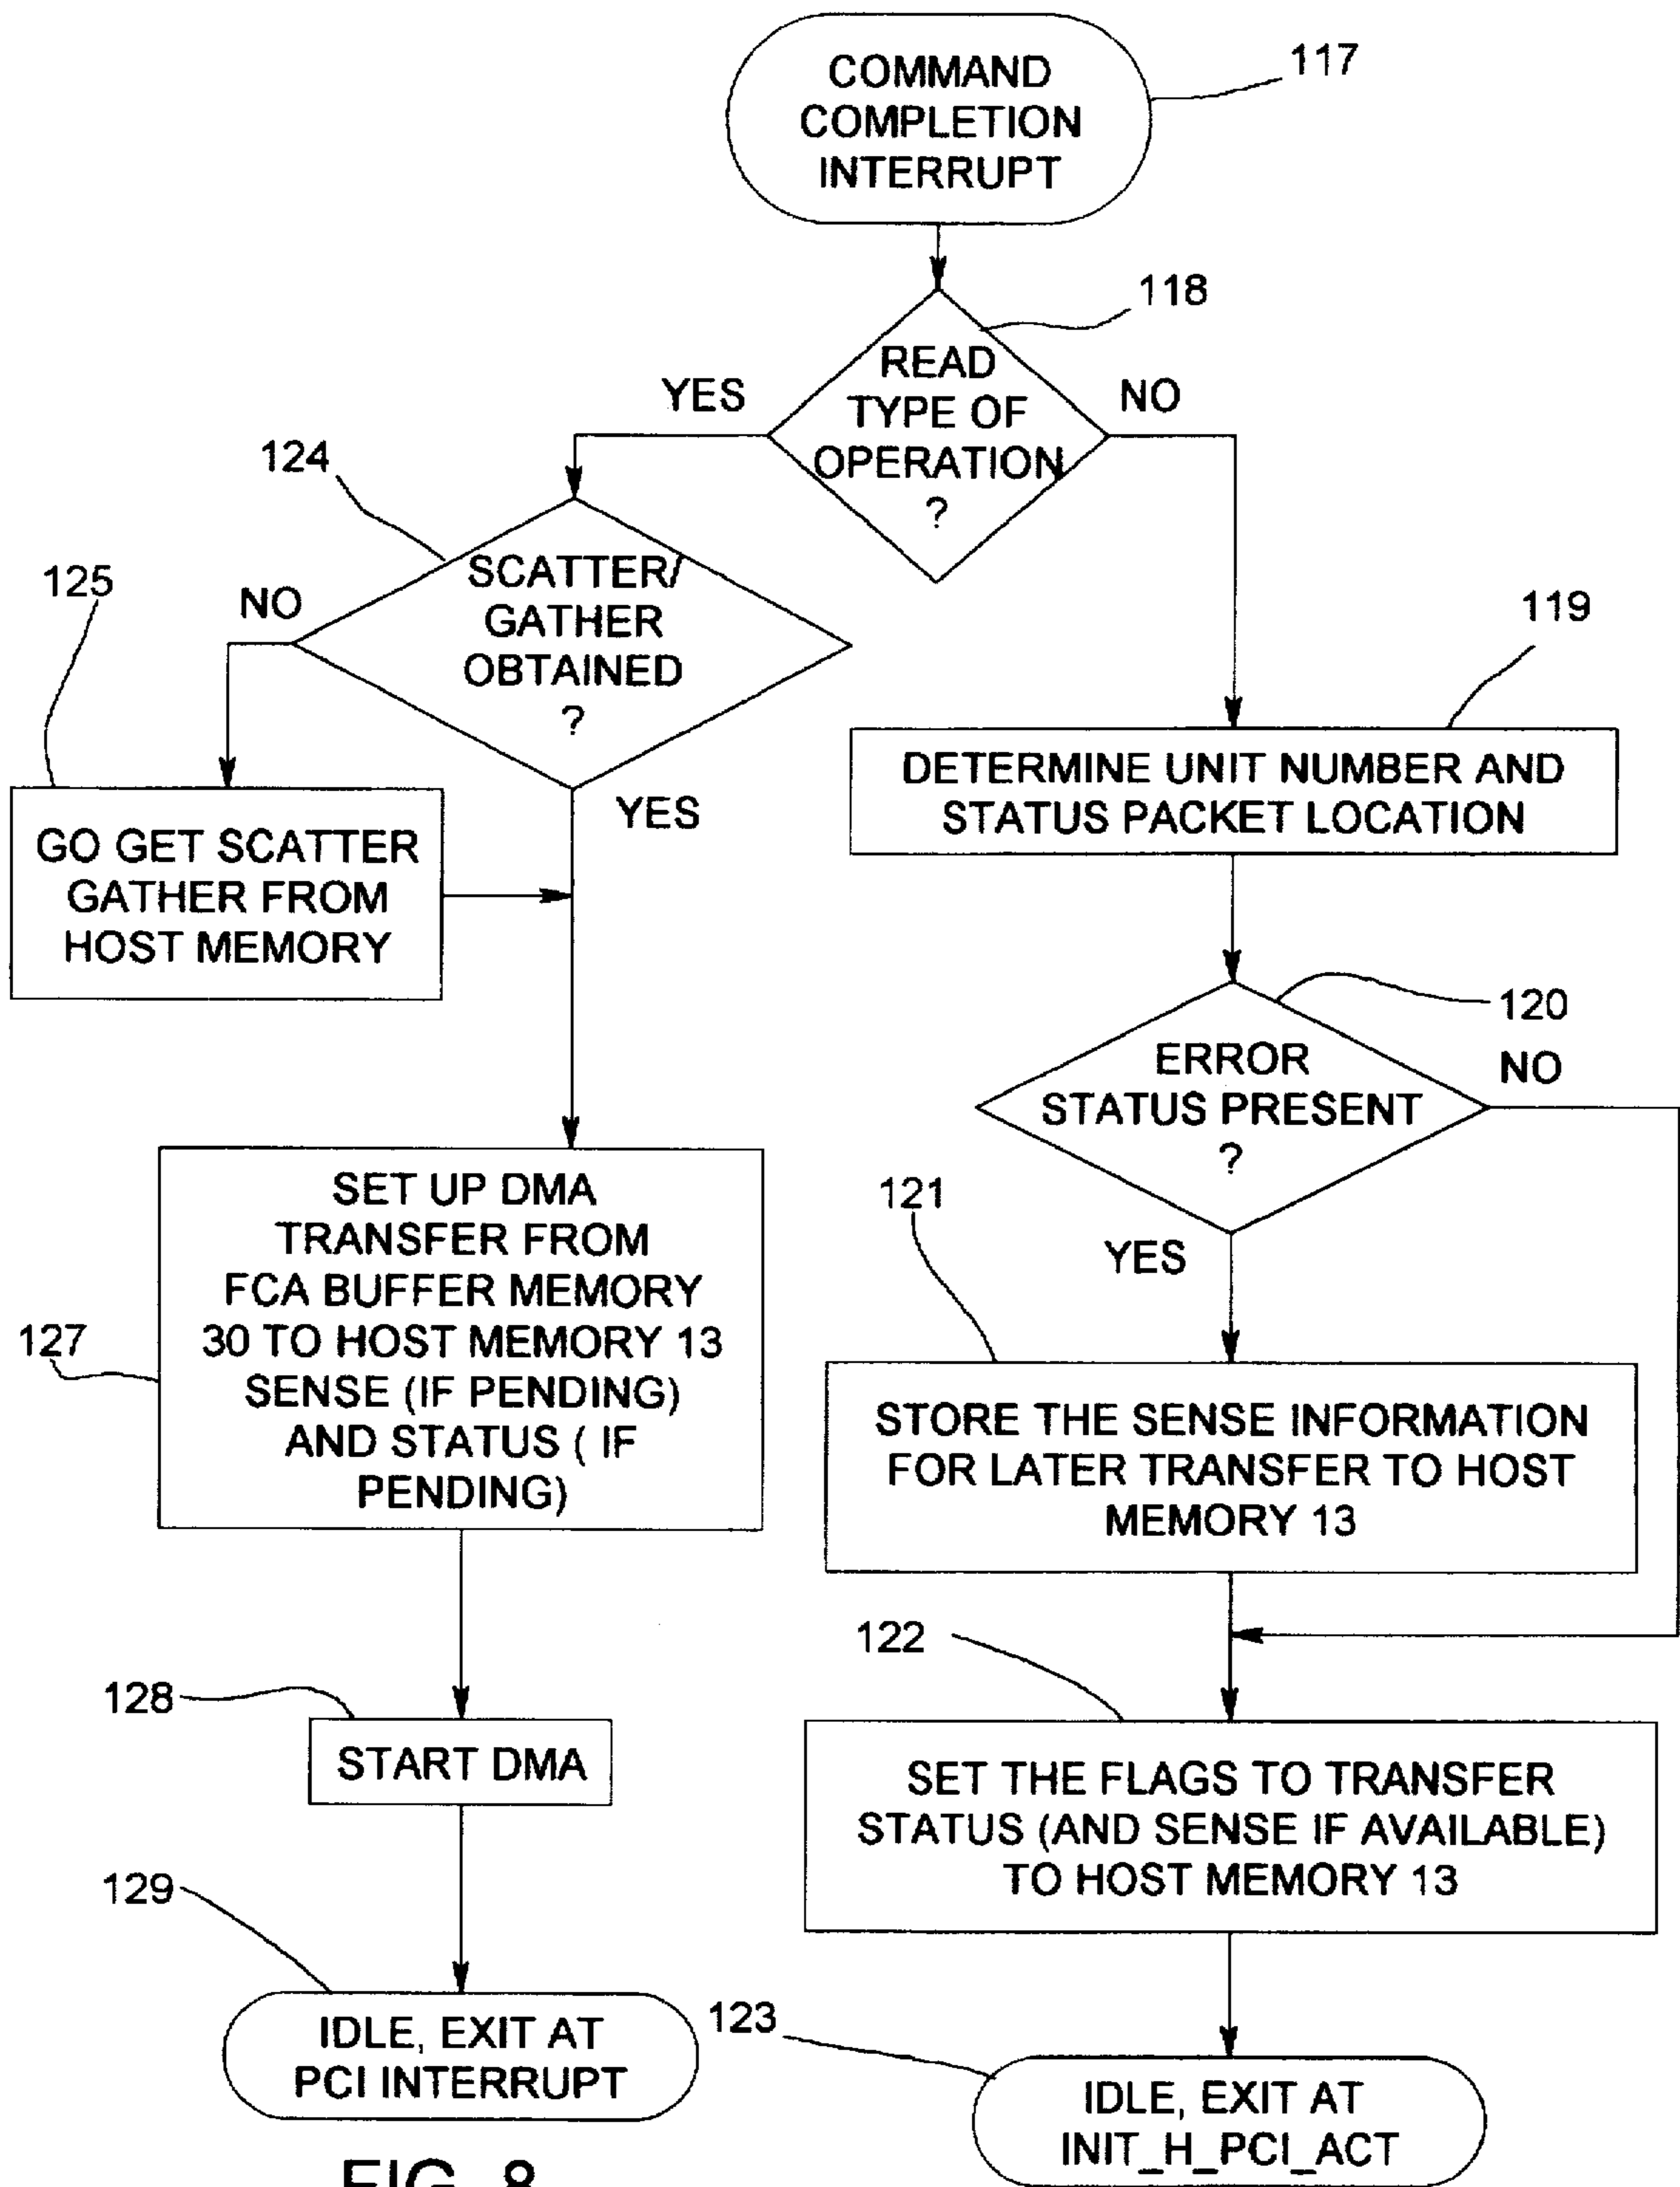 COMMAND
COMPLETION
INTERRUPT
117
118
READ
TYPE OF
OPERATION
?
YES
NO
124
SCATTER/
GATHER
OBTAINED
?
NO
YES
125
GO GET SCATTER
GATHER FROM
HOST MEMORY
119
DETERMINE UNIT NUMBER AND
STATUS PACKET LOCATION
120
ERROR
STATUS PRESENT
?
NO
YES
127
SET UP DMA
TRANSFER FROM
FCA BUFFER MEMORY
30 TO HOST MEMORY 13
SENSE (IF PENDING)
AND STATUS ( IF
PENDING)
121
STORE THE SENSE INFORMATION
FOR LATER TRANSFER TO HOST
MEMORY 13
122
SET THE FLAGS TO TRANSFER
STATUS (AND SENSE IF AVAILABLE)
TO HOST MEMORY 13
128
START DMA
129
IDLE, EXIT AT
PCI INTERRUPT
123
IDLE, EXIT AT
INIT_H_PCI_ACT
FIG. 8